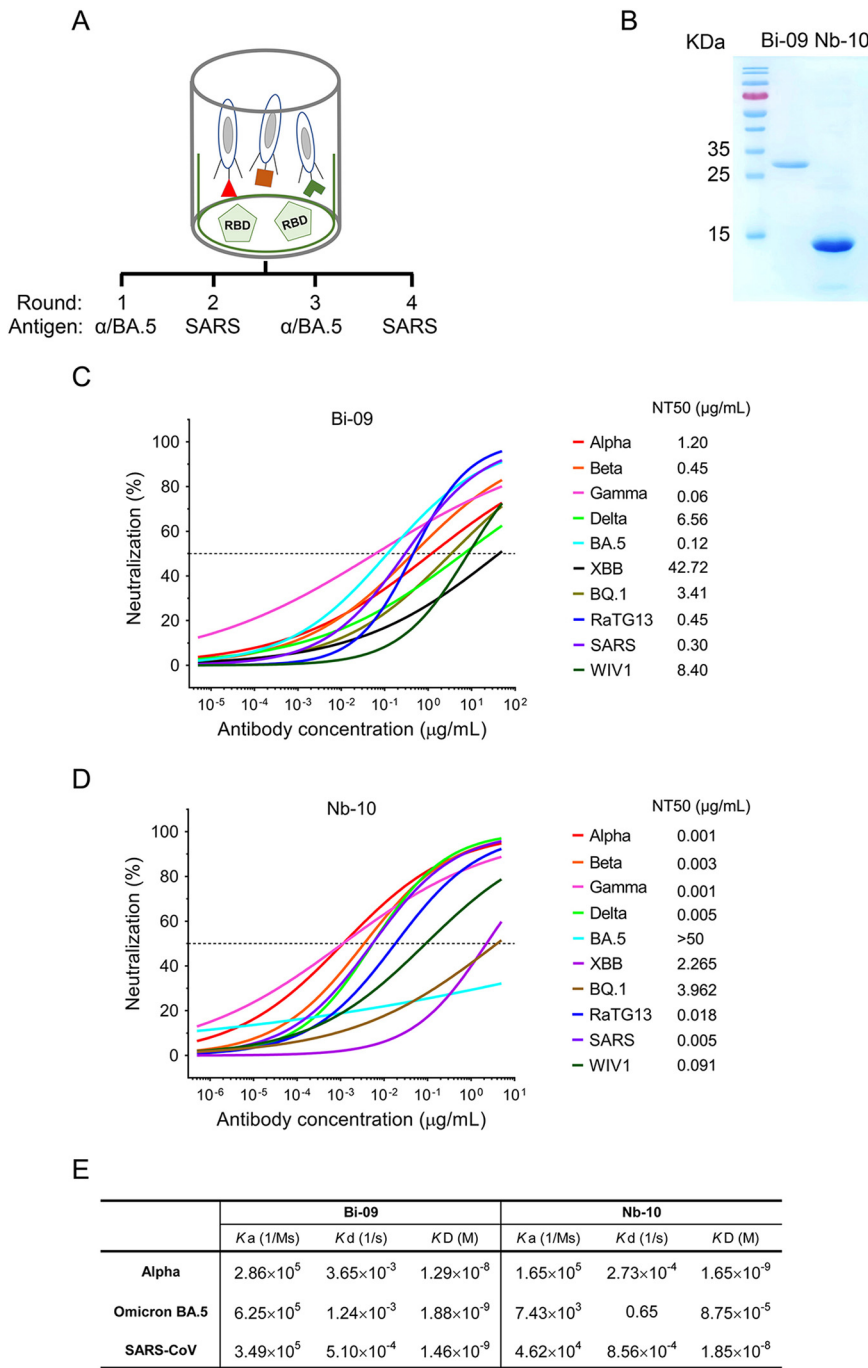 A
RBD RBD
Round: 1 2 3 4
Antigen: α/BA.5 SARS α/BA.5 SARS
B
KDa Bi-09 Nb-10
35
25
15
C
Bi-09
Neutralization (%)
100
80
60
40
20
0
10⁻⁵ 10⁻⁴ 10⁻³ 10⁻² 10⁻¹ 10⁰ 10¹ 10²
Antibody concentration (μg/mL)
NT50 (μg/mL)
Alpha 1.20
Beta 0.45
Gamma 0.06
Delta 6.56
BA.5 0.12
XBB 42.72
BQ.1 3.41
RaTG13 0.45
SARS 0.30
WIV1 8.40
D
Nb-10
Neutralization (%)
100
80
60
40
20
0
10⁻⁶ 10⁻⁵ 10⁻⁴ 10⁻³ 10⁻² 10⁻¹ 10⁰ 10¹
Antibody concentration (μg/mL)
NT50 (μg/mL)
Alpha 0.001
Beta 0.003
Gamma 0.001
Delta 0.005
BA.5 >50
XBB 2.265
BQ.1 3.962
RaTG13 0.018
SARS 0.005
WIV1 0.091
E
Bi-09 Nb-10
Ka (1/Ms) Kd (1/s) KD (M) Ka (1/Ms) Kd (1/s) KD (M)
Alpha 2.86×10⁵ 3.65×10⁻³ 1.29×10⁻⁸ 1.65×10⁵ 2.73×10⁻⁴ 1.65×10⁻⁹
Omicron BA.5 6.25×10⁵ 1.24×10⁻³ 1.88×10⁻⁹ 7.43×10³ 0.65 8.75×10⁻⁵
SARS-CoV 3.49×10⁵ 5.10×10⁻⁴ 1.46×10⁻⁹ 4.62×10⁴ 8.56×10⁻⁴ 1.85×10⁻⁸